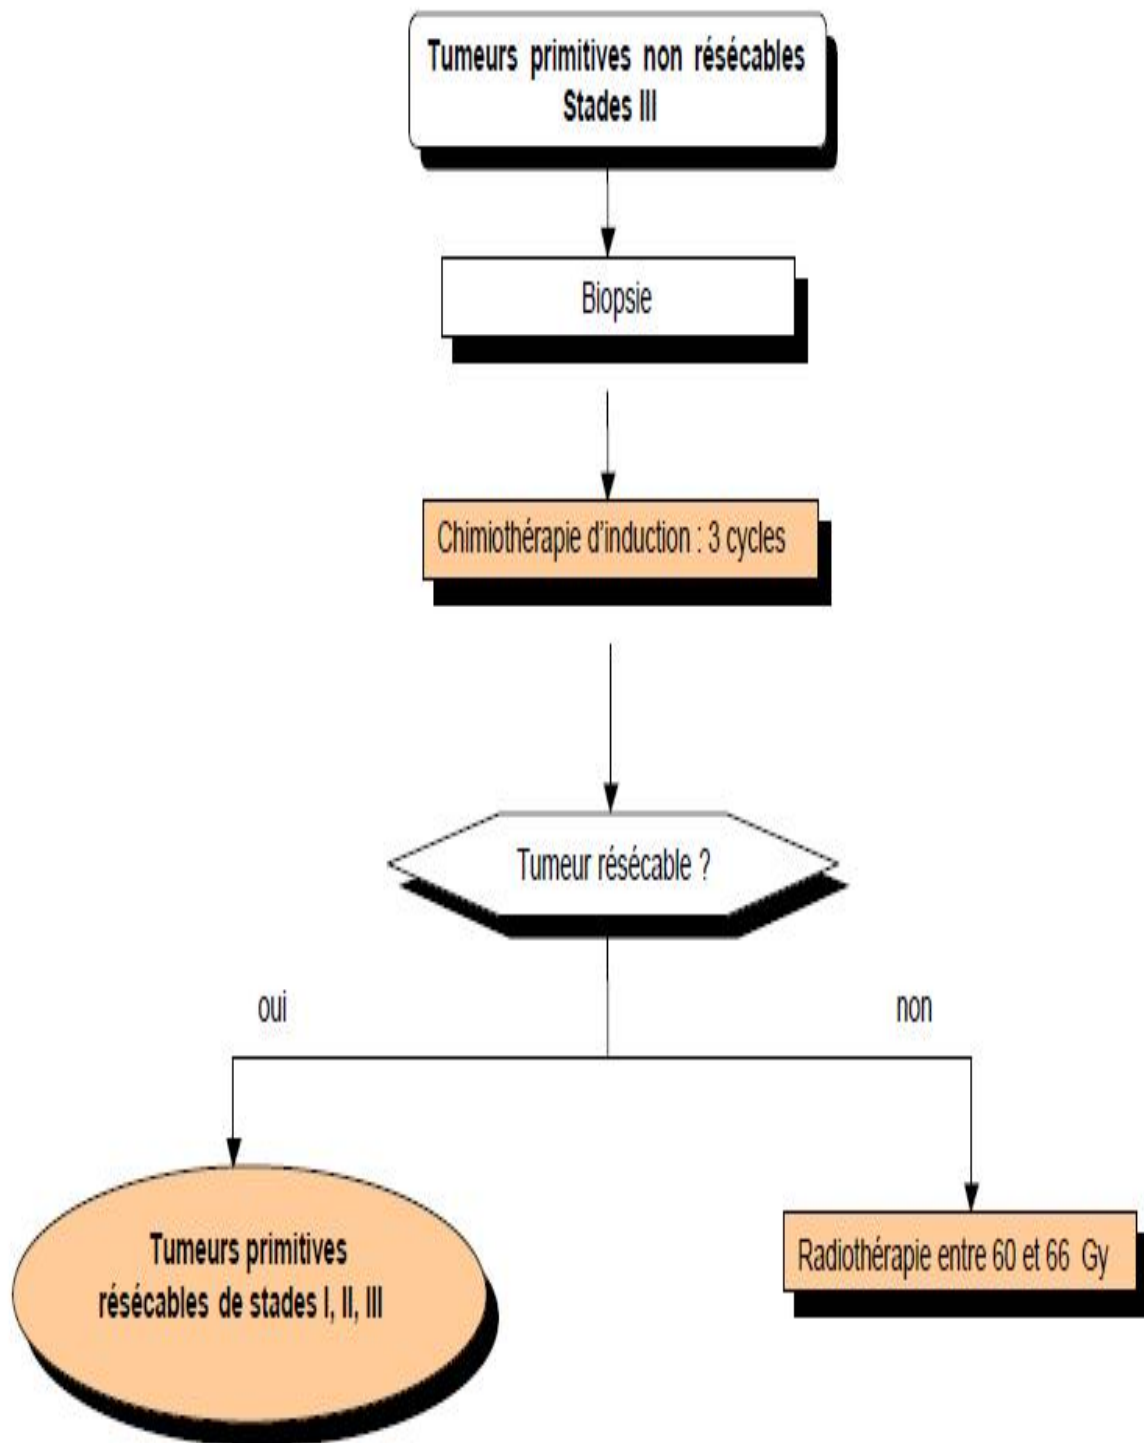 Tumeurs primitives non résécables
Stades III
Biopsie
Chimiothérapie d'induction : 3 cycles
Tumeur résécable ?
oui
non
Tumeurs primitives
résécables de stades I, II, III
Radiothérapie entre 60 et 66 Gy